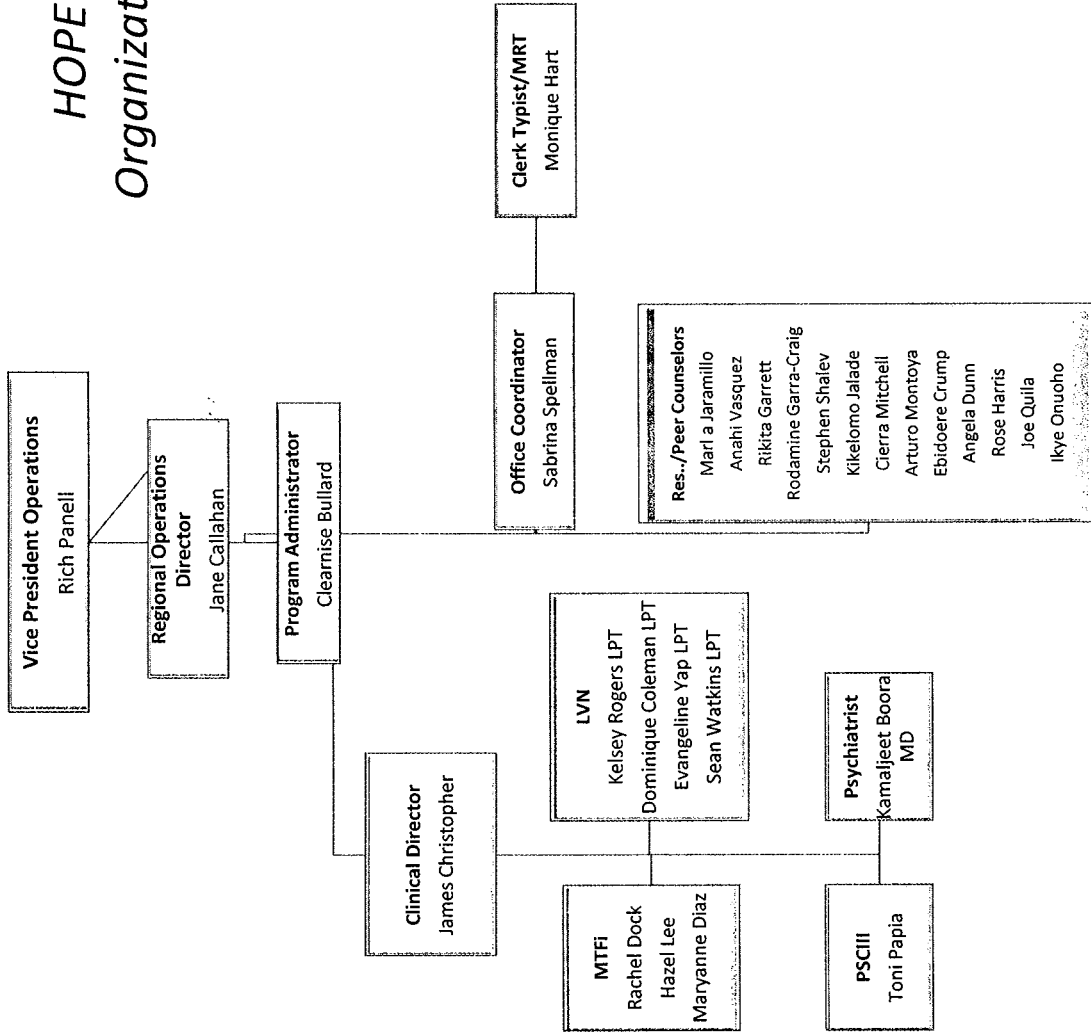 HOPE
Organizat
Vice President Operations
Rich Panell
Regional Operations
Director
Jane Callahan
Program Administrator
Clearnise Bullard
Clinical Director
James Christopher
Office Coordinator
Sabrina Spellman
Clerk Typist/MRT
Monique Hart
MTFi
Rachel Dock
Hazel Lee
Maryanne Diaz
LVN
Kelsey Rogers LPT
Dominique Coleman LPT
Evangeline Yap LPT
Sean Watkins LPT
Res../Peer Counselors
Marl a Jaramillo
Anahi Vasquez
Rikita Garrett
Rodamine Garra-Craig
Stephen Shalev
Kikelomo Jalade
Cierra Mitchell
Arturo Montoya
Ebidoere Crump
Angela Dunn
Rose Harris
Joe Quila
Ikye Onuoho
PSCIII
Toni Papia
Psychiatrist
Kamaljeet Boora
MD